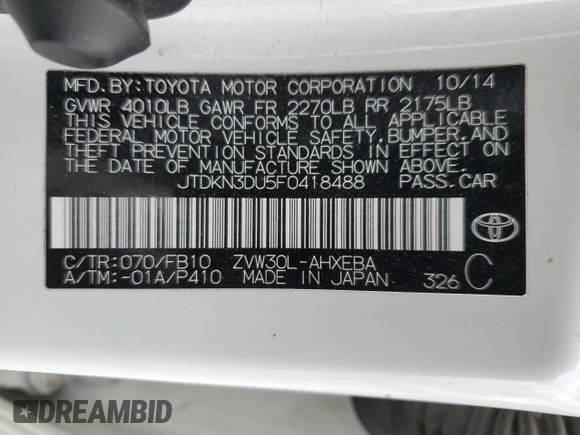 MFD. BY: TOYOTA MOTOR CORPORATION 10/14
GVWR 4010LB GAWR FR 2270LB RR 2175LB
THIS VEHICLE CONFORMS TO ALL APPLICABLE
FEDERAL MOTOR VEHICLE SAFETY, BUMPER, AND
THEFT PREVENTION STANDARDS IN EFFECT ON
THE DATE OF MANUFACTURE SHOWN ABOVE.
JTDKN3DU5F0418488 PASS. CAR
C/TR: 070/FB10 ZVW30L-AHXEBA
A/TM: -01A/P410 MADE IN JAPAN 326 C
DREAMBID